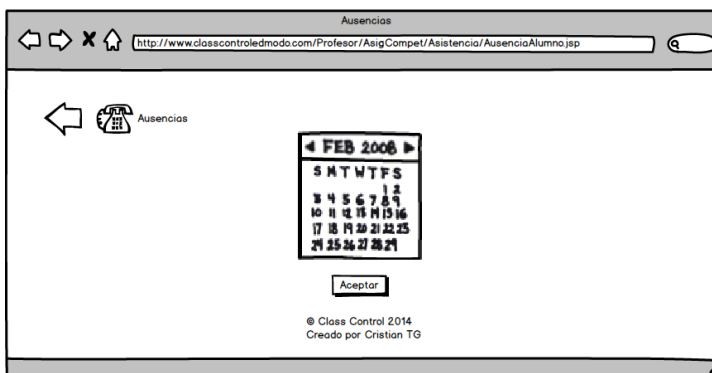 Ausencias
http://www.classcontroledmodo.com/Profesor/AsigCompet/Asistencia/AusenciaAlumno.jsp
Ausencias
FEB 2008
S M T W T F S
1 2
3 4 5 6 7 8 9
10 11 12 13 14 15 16
17 18 19 20 21 22 23
24 25 26 27 28 29
Aceptar
© Class Control 2014
Creado por Cristian TG